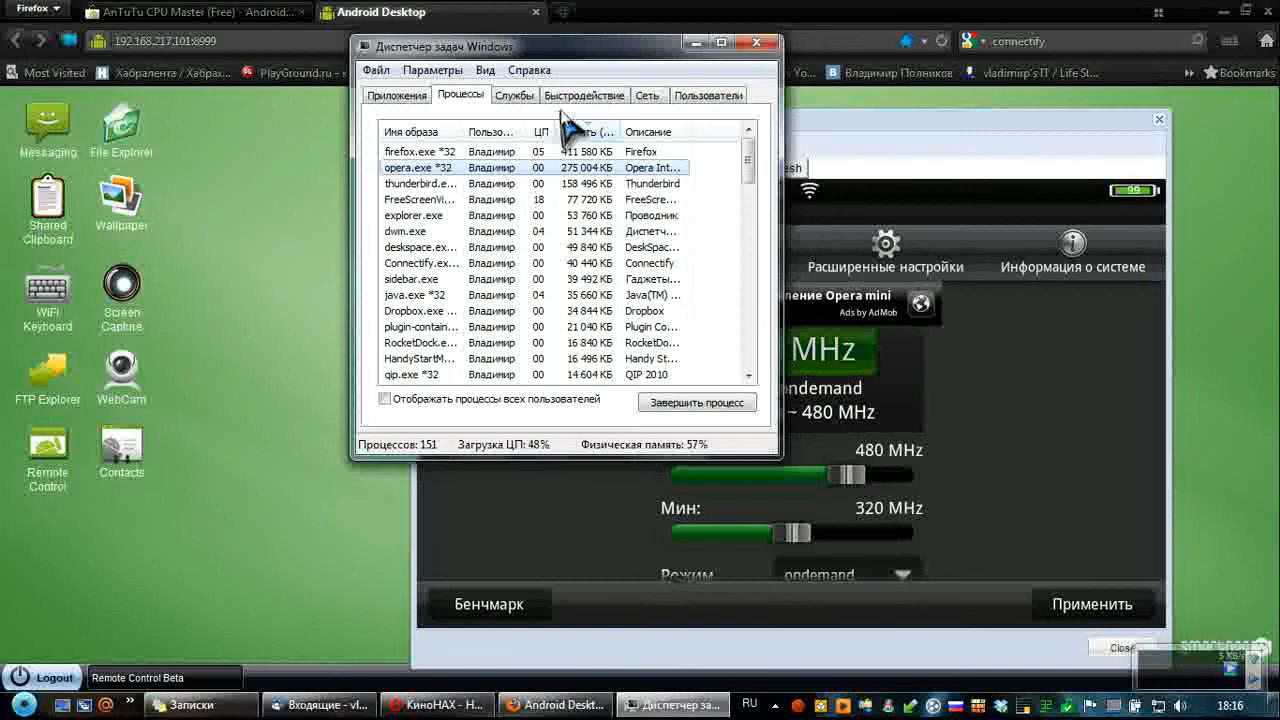 Firefox
AnTuTu CPU Master (Free) - Android...
Android Desktop
192.168.217.101:8999
connectify
Most Visited
Хабралента / Хабрах...
PlayGround.ru -
Yo...
Владимир Полников
vladimip's IT / Life St...
Bookmarks
Messaging
File Explorer
Shared Clipboard
Wallpaper
WiFi Keyboard
Screen Capture
FTP Explorer
WebCam
Remote Control
Contacts
Диспетчер задач Windows
Файл Параметры Вид Справка
Приложения Процессы Службы Быстродействие Сеть Пользователи
Имя образа Пользо... ЦП (... Описание
firefox.exe *32 Владимир 05 411 580 КБ Firefox
opera.exe *32 Владимир 00 275 004 КБ Opera Int...
thunderbird.e... Владимир 00 158 496 КБ Thunderbird
FreeScreenVi... Владимир 18 77 720 КБ FreeScre...
explorer.exe Владимир 00 53 760 КБ Проводник
dwm.exe Владимир 04 51 344 КБ Диспетч...
deskspace.ex... Владимир 00 49 840 КБ DeskSpac...
Connectify.ex... Владимир 00 40 440 КБ Connectify
sidebar.exe Владимир 00 39 492 КБ Гаджеты...
java.exe *32 Владимир 04 35 660 КБ Java(TM) ...
Dropbox.exe ... Владимир 00 34 844 КБ Dropbox
plugin-contain... Владимир 00 21 040 КБ Plugin Co...
RocketDock.e... Владимир 00 16 840 КБ RocketDo...
HandyStartM... Владимир 00 16 496 КБ Handy St...
qip.exe *32 Владимир 00 14 604 КБ QIP 2010
Отображать процессы всех пользователей
Завершить процесс
Процессов: 151 Загрузка ЦП: 48% Физическая память: 57%
esh
99
Расширенные настройки
Информация о системе
ление Opera mini
Ads by AdMob
MHz
ondemand
~ 480 MHz
480 MHz
Мин: 320 MHz
Режим ondemand
Бенчмарк
Применить
Close
5 КБ/
Logout
Remote Control Beta
Записки
Входящие - vl...
КиноНАХ - Н...
Android Deskt...
Диспетчер за...
RU
18:16